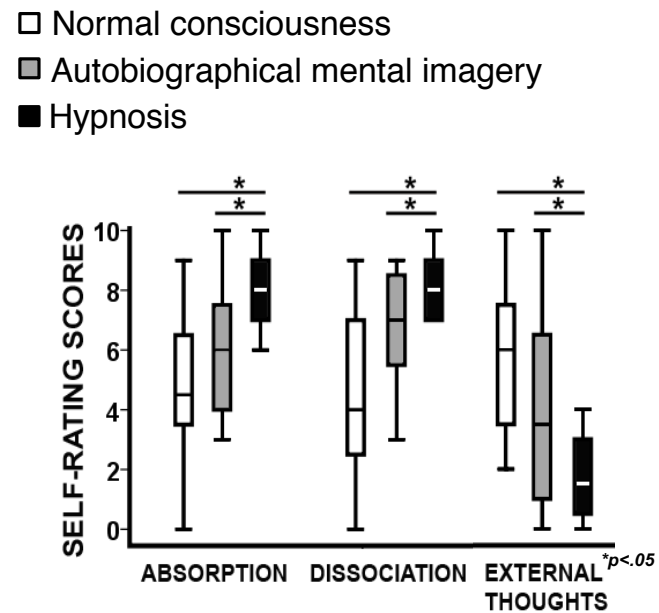 Normal consciousness
Autobiographical mental imagery
Hypnosis
* * *
* * *
SELF-RATING SCORES
10
8
6
4
2
0
ABSORPTION DISSOCIATION EXTERNAL THOUGHTS
*p<.05